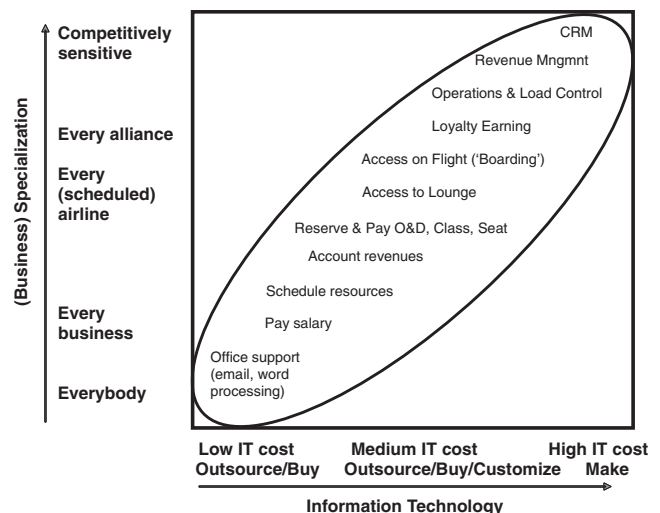 (Business) Specialization
Competitively
sensitive
Every alliance
Every
(scheduled)
airline
Every
business
Everybody
CRM
Revenue Mngmnt
Operations & Load Control
Loyalty Earning
Access on Flight (‘Boarding’)
Access to Lounge
Reserve & Pay O&D, Class, Seat
Account revenues
Schedule resources
Pay salary
Office support
(email, word
processing)
Low IT cost
Outsource/Buy
Medium IT cost
Outsource/Buy/Customize
High IT cost
Make
Information Technology